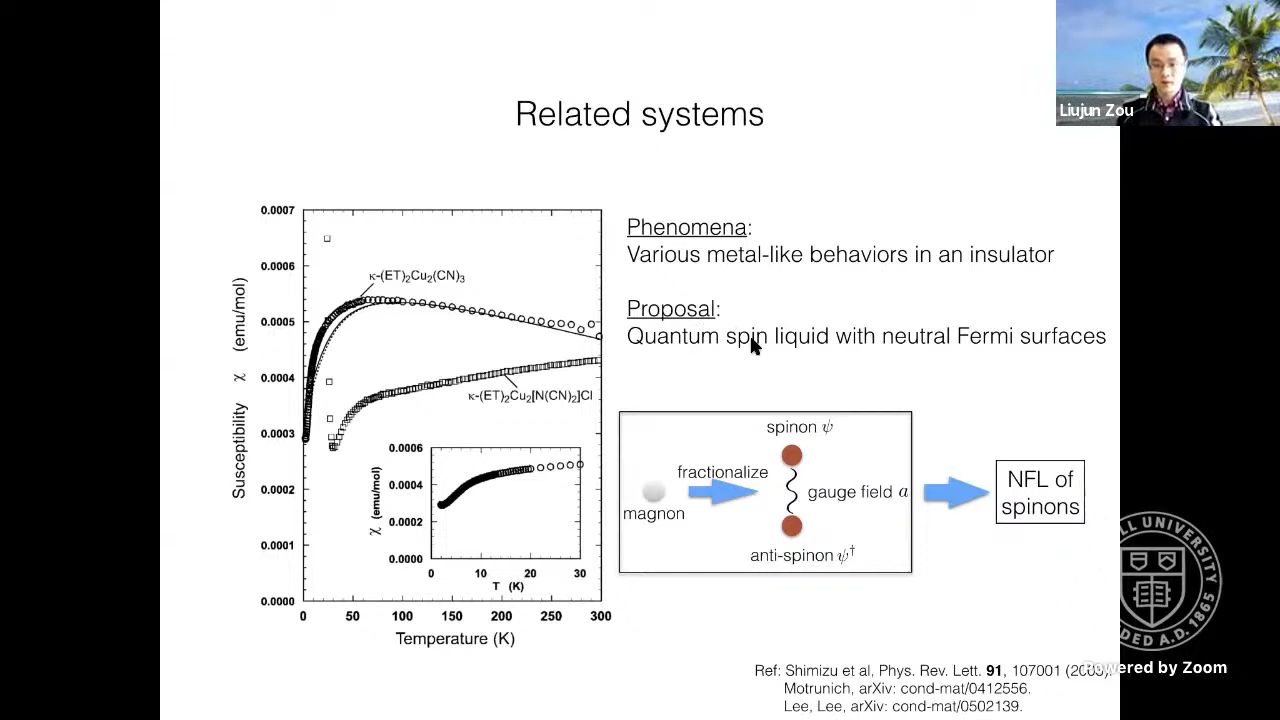 Related systems
Liujun Zou
0.0007
0.0006
0.0005
0.0004
0.0003
0.0002
0.0001
0.0000
Susceptibility χ (emu/mol)
κ-(ET)₂Cu₂(CN)₃
κ-(ET)₂Cu₂[N(CN)₂]Cl
0.0006
0.0004
0.0002
0.0000
χ (emu/mol)
0 10 20 30
T (K)
0 50 100 150 200 250 300
Temperature (K)
Phenomena:
Various metal-like behaviors in an insulator
Proposal:
Quantum spin liquid with neutral Fermi surfaces
spinon ψ
fractionalize
magnon
gauge field a
anti-spinon ψ†
NFL of
spinons
Ref: Shimizu et al, Phys. Rev. Lett. 91, 107001
Motrunich, arXiv: cond-mat/0412556.
Lee, Lee, arXiv: cond-mat/0502139.
UNIVERSITY
A.D. 1865
Powered by Zoom